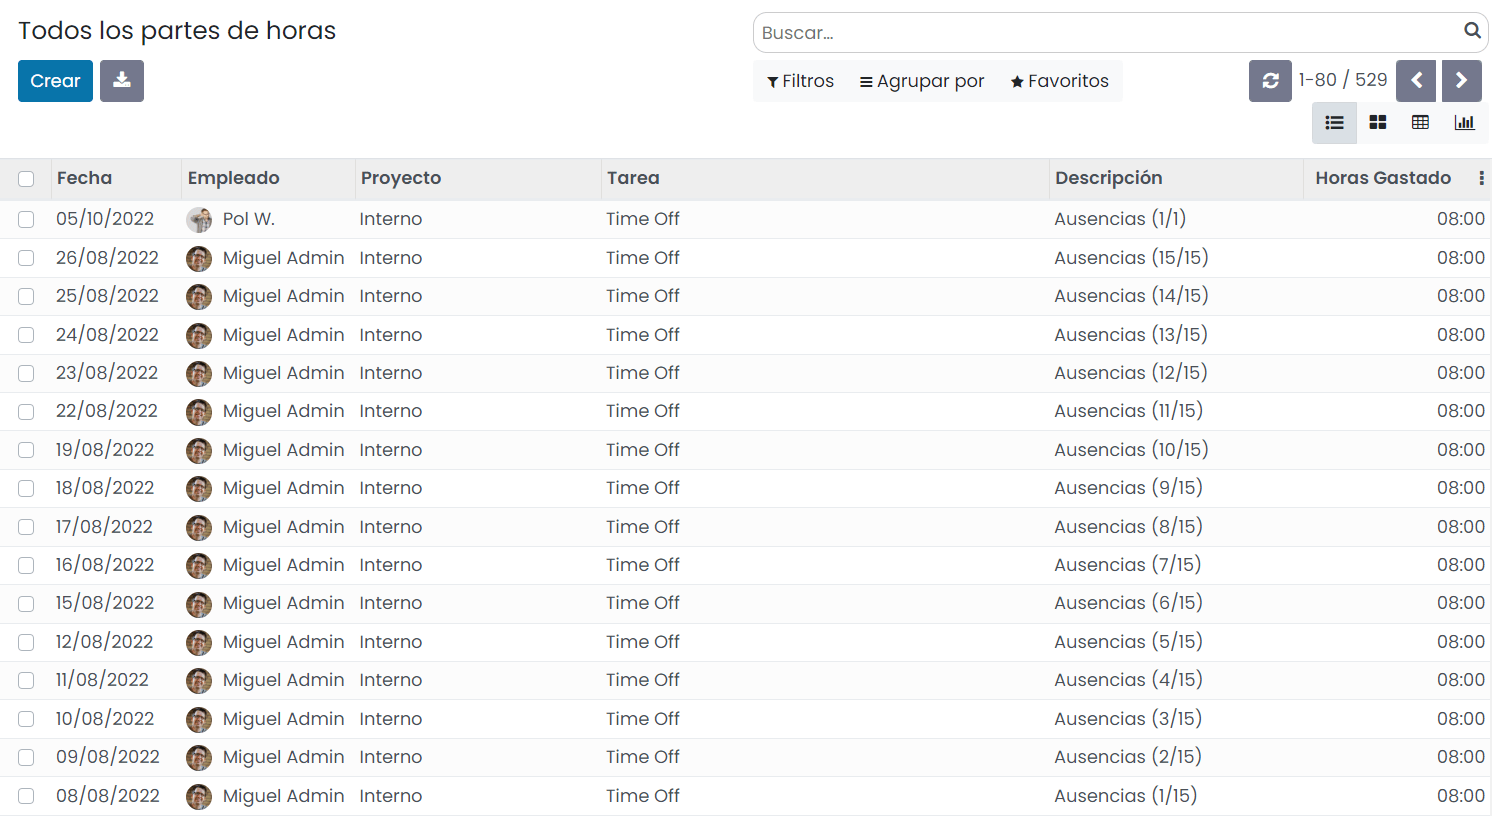 Todos los partes de horas
Buscar...
Crear
Filtros Agrupar por Favoritos 1-80 / 529
Fecha Empleado Proyecto Tarea Descripción Horas Gastado
05/10/2022 Pol W. Interno Time Off Ausencias (1/1) 08:00
26/08/2022 Miguel Admin Interno Time Off Ausencias (15/15) 08:00
25/08/2022 Miguel Admin Interno Time Off Ausencias (14/15) 08:00
24/08/2022 Miguel Admin Interno Time Off Ausencias (13/15) 08:00
23/08/2022 Miguel Admin Interno Time Off Ausencias (12/15) 08:00
22/08/2022 Miguel Admin Interno Time Off Ausencias (11/15) 08:00
19/08/2022 Miguel Admin Interno Time Off Ausencias (10/15) 08:00
18/08/2022 Miguel Admin Interno Time Off Ausencias (9/15) 08:00
17/08/2022 Miguel Admin Interno Time Off Ausencias (8/15) 08:00
16/08/2022 Miguel Admin Interno Time Off Ausencias (7/15) 08:00
15/08/2022 Miguel Admin Interno Time Off Ausencias (6/15) 08:00
12/08/2022 Miguel Admin Interno Time Off Ausencias (5/15) 08:00
11/08/2022 Miguel Admin Interno Time Off Ausencias (4/15) 08:00
10/08/2022 Miguel Admin Interno Time Off Ausencias (3/15) 08:00
09/08/2022 Miguel Admin Interno Time Off Ausencias (2/15) 08:00
08/08/2022 Miguel Admin Interno Time Off Ausencias (1/15) 08:00